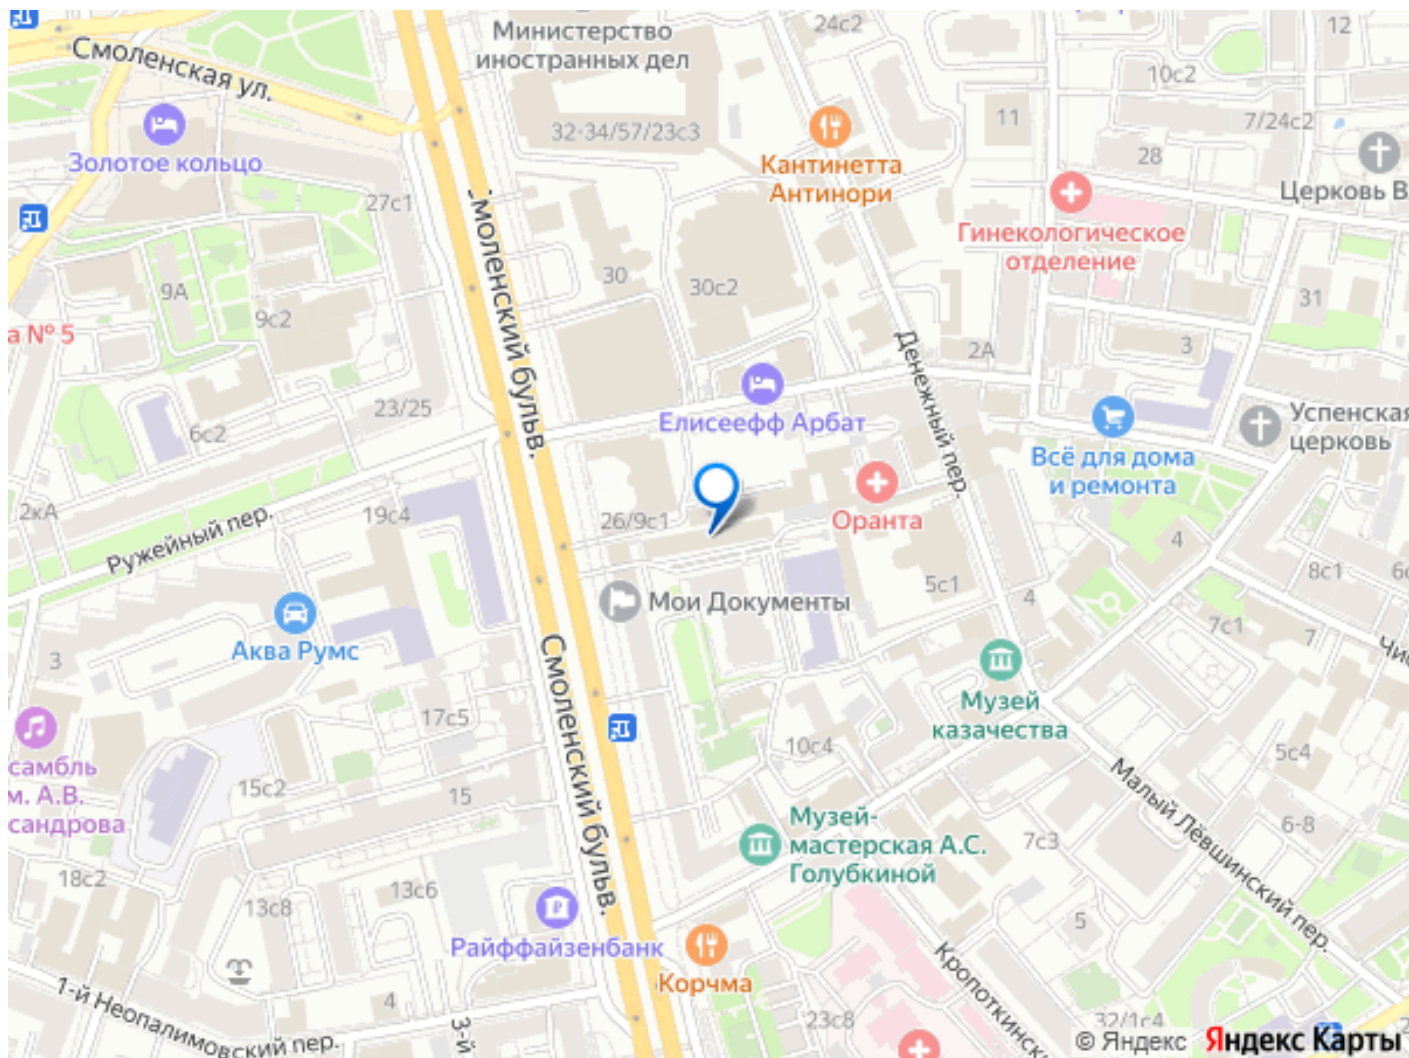 24с2
12
Министерство
иностранных дел
Смоленская ул.
10с2
11
7/24с2
32-34/57/23с3
Золотое кольцо
Кантинетта
Антинори
28
Церковь В
27с1
Гинекологическое
отделение
моленский бульв.
30
30с2
9А
9с2
31
а № 5
Денежный пер.
2А
3
23/25
6с2
Елисеефф Арбат
Успенская
церковь
Всё для дома
и ремонта
2кА
19с4
26/9с1
Оранта
Ружейный пер.
4
8с1
5с1
4
Мои Документы
Аква Румс
7с1
7
Чис
3
Смоленский бульв.
Музей
казачества
17с5
10с4
5с4
самбль
м. А.В.
сандрова
15с2
15
Малый Лёвшинский пер.
Музей-
мастерская А.С.
Голубкиной
7с3
6-8
18с2
13с8
13с6
5
Райффайзенбанк
Корчма
Кропоткинск
1-й Неопалимовский пер.
4
3-й
23с8
32/1с4
© Яндекс Яндекс Карты